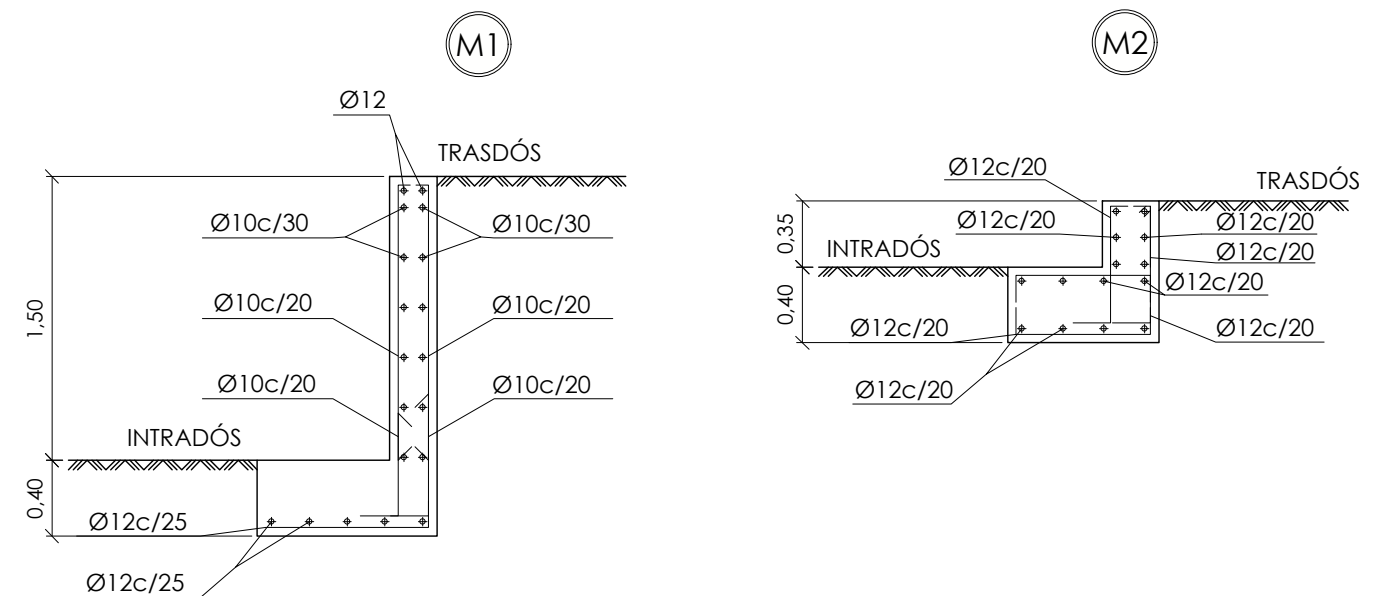 M1
Ø12
TRASDÓS
Ø10c/30
Ø10c/30
1,50
Ø10c/20
Ø10c/20
Ø10c/20
Ø10c/20
INTRADÓS
0,40
Ø12c/25
Ø12c/25
M2
Ø12c/20
TRASDÓS
0,35
Ø12c/20
Ø12c/20
INTRADÓS
Ø12c/20
Ø12c/20
0,40
Ø12c/20
Ø12c/20
Ø12c/20